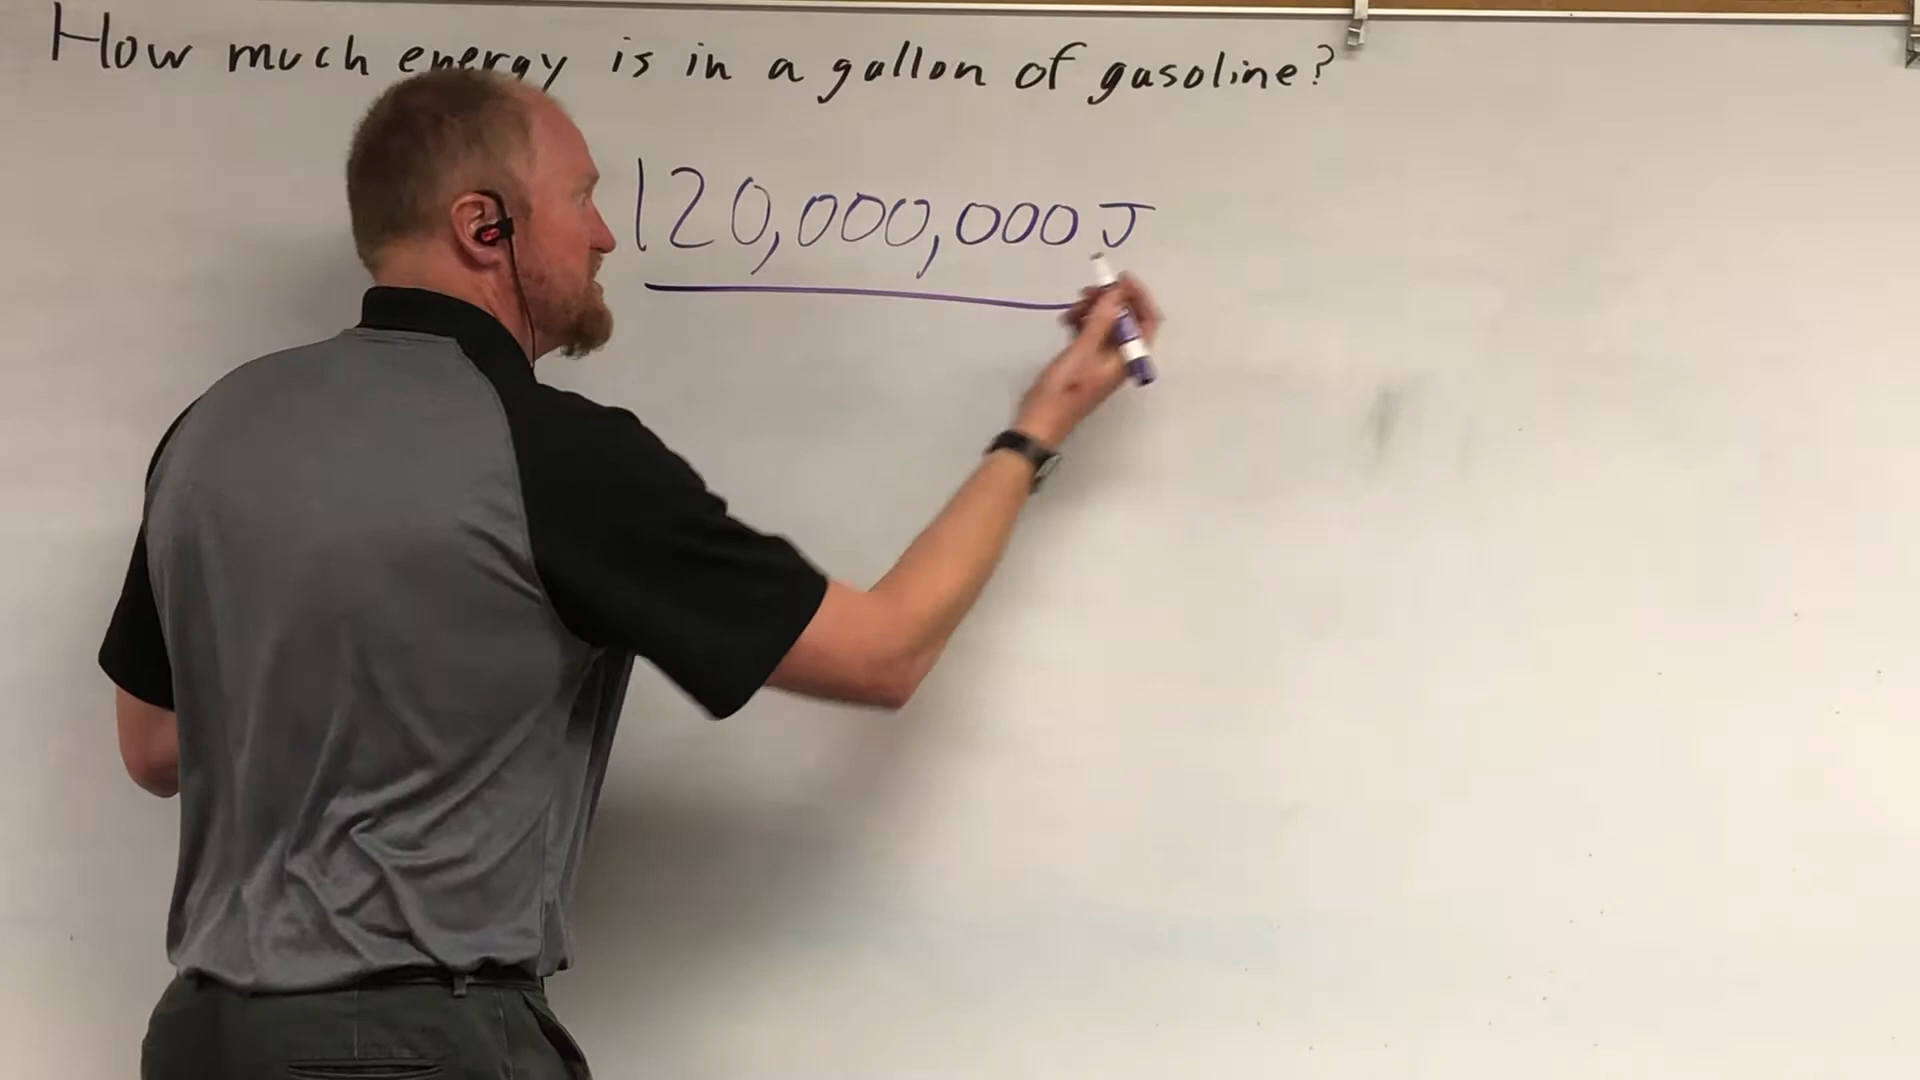 How much energy is in a gallon of gasoline?
120,000,000 J